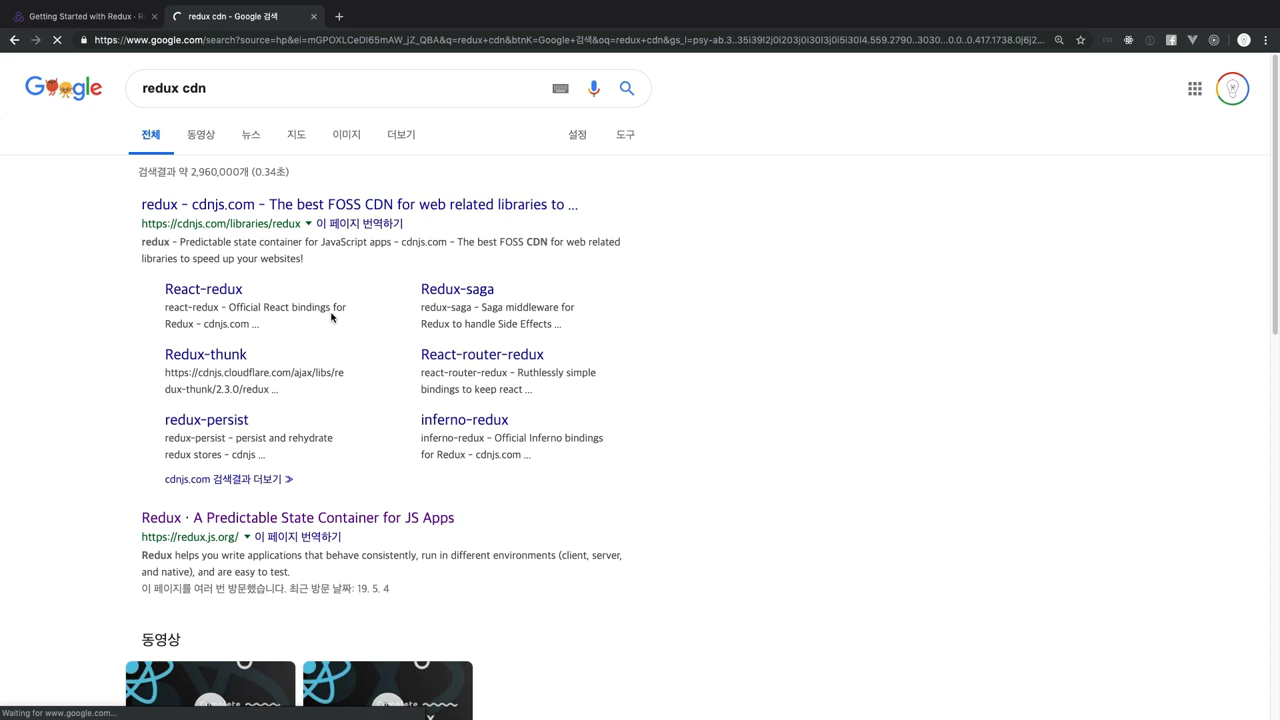 Getting Started with Redux · R
redux cdn - Google 검색
https://www.google.com/search?source=hp&ei=mGPOXLCeDI65mAW_jZ_QBA&q=redux+cdn&btnK=Google+검색&oq=redux+cdn&gs_l=psy-ab.3..35i39l2j0i203j0i30l3j0i5i30l4.559.2790..3030...0.0..0.417.1738.0j6j2...
Google
redux cdn
전체 동영상 뉴스 지도 이미지 더보기 설정 도구
검색결과 약 2,960,000개 (0.34초)
redux - cdnjs.com - The best FOSS CDN for web related libraries to ...
https://cdnjs.com/libraries/redux ▼ 이 페이지 번역하기
redux - Predictable state container for JavaScript apps - cdnjs.com - The best FOSS CDN for web related
libraries to speed up your websites!
React-redux
react-redux - Official React bindings for
Redux - cdnjs.com ...
Redux-saga
redux-saga - Saga middleware for
Redux to handle Side Effects ...
Redux-thunk
https://cdnjs.cloudflare.com/ajax/libs/re
dux-thunk/2.3.0/redux ...
React-router-redux
react-router-redux - Ruthlessly simple
bindings to keep react ...
redux-persist
redux-persist - persist and rehydrate
redux stores - cdnjs ...
inferno-redux
inferno-redux - Official Inferno bindings
for Redux - cdnjs.com ...
cdnjs.com 검색결과 더보기 »
Redux · A Predictable State Container for JS Apps
https://redux.js.org/ ▼ 이 페이지 번역하기
Redux helps you write applications that behave consistently, run in different environments (client, server,
and native), and are easy to test.
이 페이지를 여러 번 방문했습니다. 최근 방문 날짜: 19. 5. 4
동영상
Complete
Complete
Waiting for www.google.com...